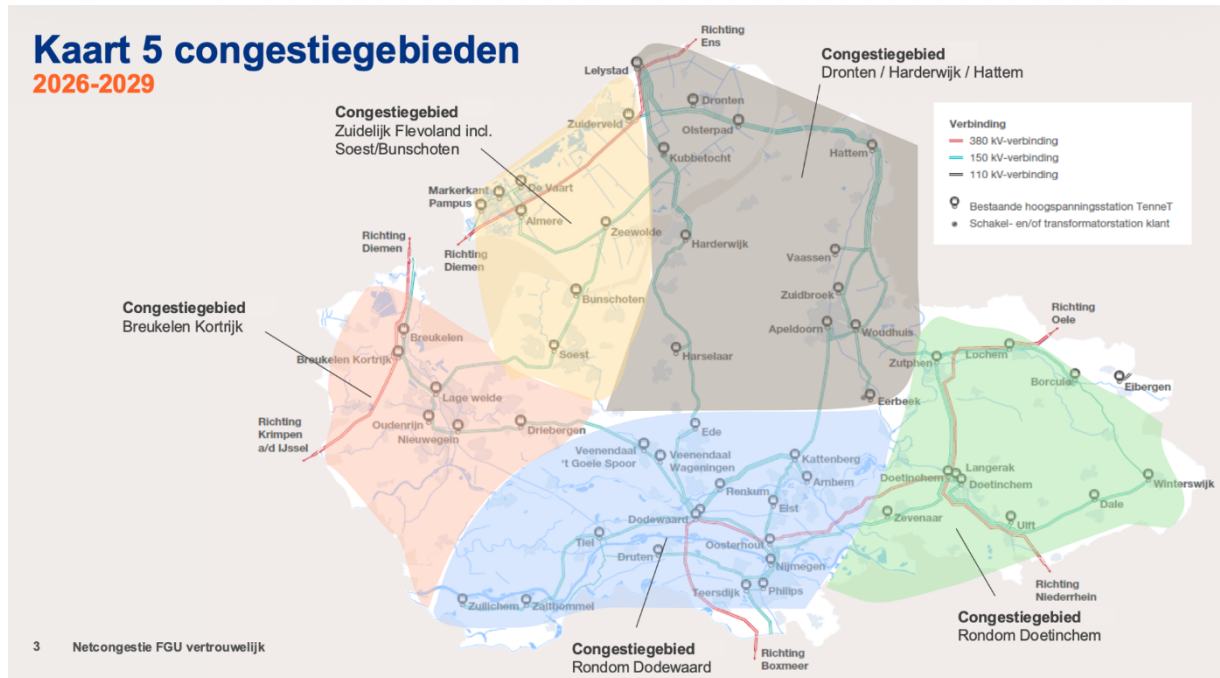 Kaart 5 congestiegebieden
2026-2029
Richting
Ens
Lelystad
Congestiegebied
Dronten / Harderwijk / Hattem
Congestiegebied
Zuidelijk Flevoland incl.
Soest/Bunschoten
Zuiderveld
Dronten
Olsterpad
Kubbetocht
Hattem
Verbinding
380 kV-verbinding
150 kV-verbinding
110 kV-verbinding
Bestaande hoogspanningsstation TenneT
Schakel- en/of transformatorstation klant
Markerkant
Pampus
De Vaart
Almere
Zeewolde
Harderwijk
Richting
Diemen
Richting
Diemen
Vaassen
Zuidbroek
Bunschoten
Congestiegebied
Breukelen Kortrijk
Apeldoorn
Woudhuis
Richting
Oele
Breukelen
Breukelen Kortrijk
Soest
Harselaar
Zutphen
Lochem
Borculo
Eibergen
Lage weide
Eerbeek
Richting
Krimpen
a/d IJssel
Oudenrijn
Nieuwegein
Driebergen
Ede
Veenendaal
't Goeie Spoor
Veenendaal
Wageningen
Kattenberg
Arnhem
Renkum
Elst
Doetinchem
Langerak
Doetinchem
Winterswijk
Dale
Dodewaard
Zevenaar
Ulft
Tiel
Druten
Oosterhout
Nijmegen
Teersdijk
Philips
Richting
Niederrhein
Zuilichem
Zaltbommel
Congestiegebied
Rondom Doetinchem
Congestiegebied
Rondom Dodewaard
Richting
Boxmeer
3 Netcongestie FGU vertrouwelijk